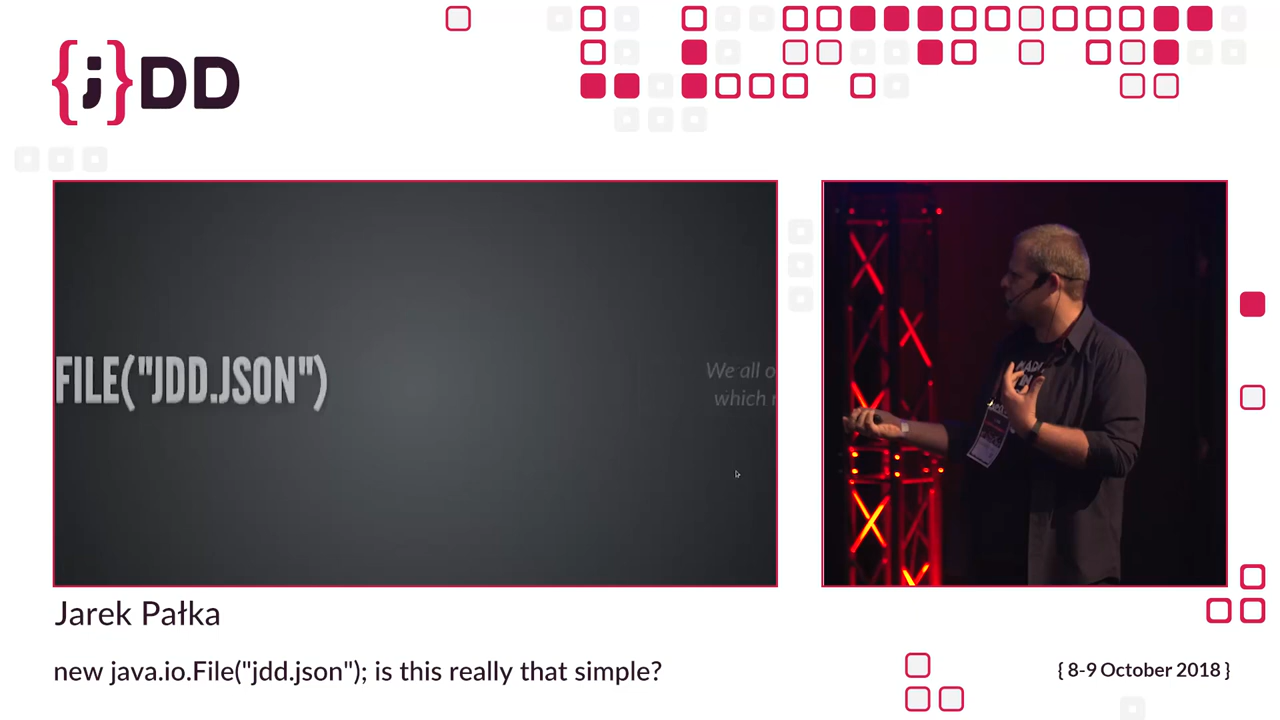 {j}DD
FILE("JDD.JSON")
We all o
which
Jarek Pałka
new java.io.File("jdd.json"); is this really that simple?
{ 8-9 October 2018 }